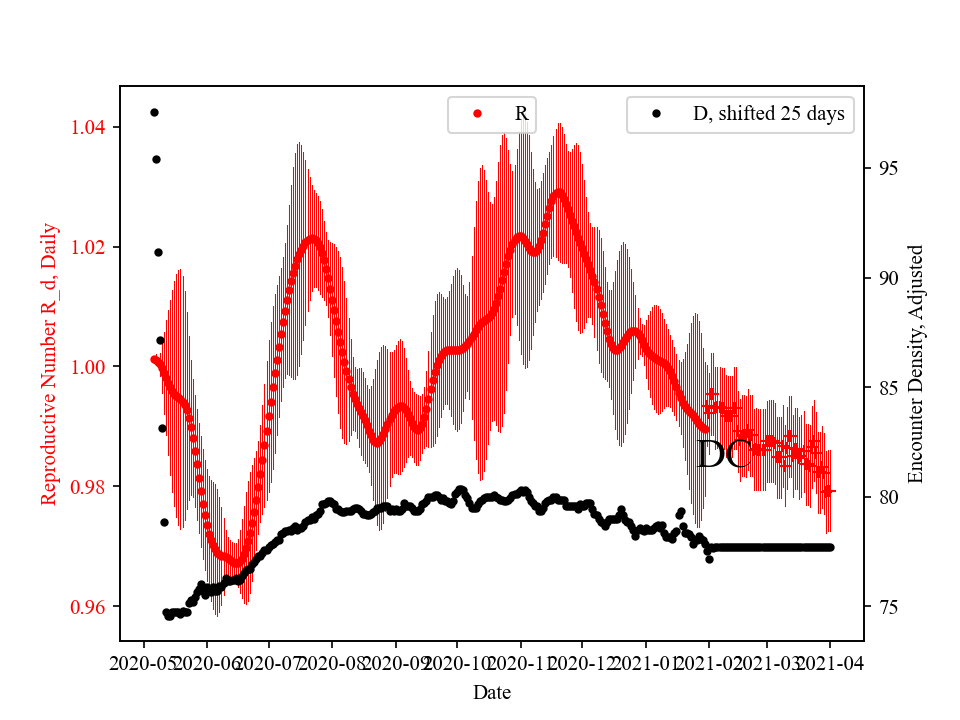 R
D, shifted 25 days
1.04
1.02
1.00
0.98
0.96
Reproductive Number R_d, Daily
95
90
85
80
75
Encounter Density, Adjusted
DC
2020-05 2020-06 2020-07 2020-08 2020-09 2020-10 2020-11 2020-12 2021-01 2021-02 2021-03 2021-04
Date